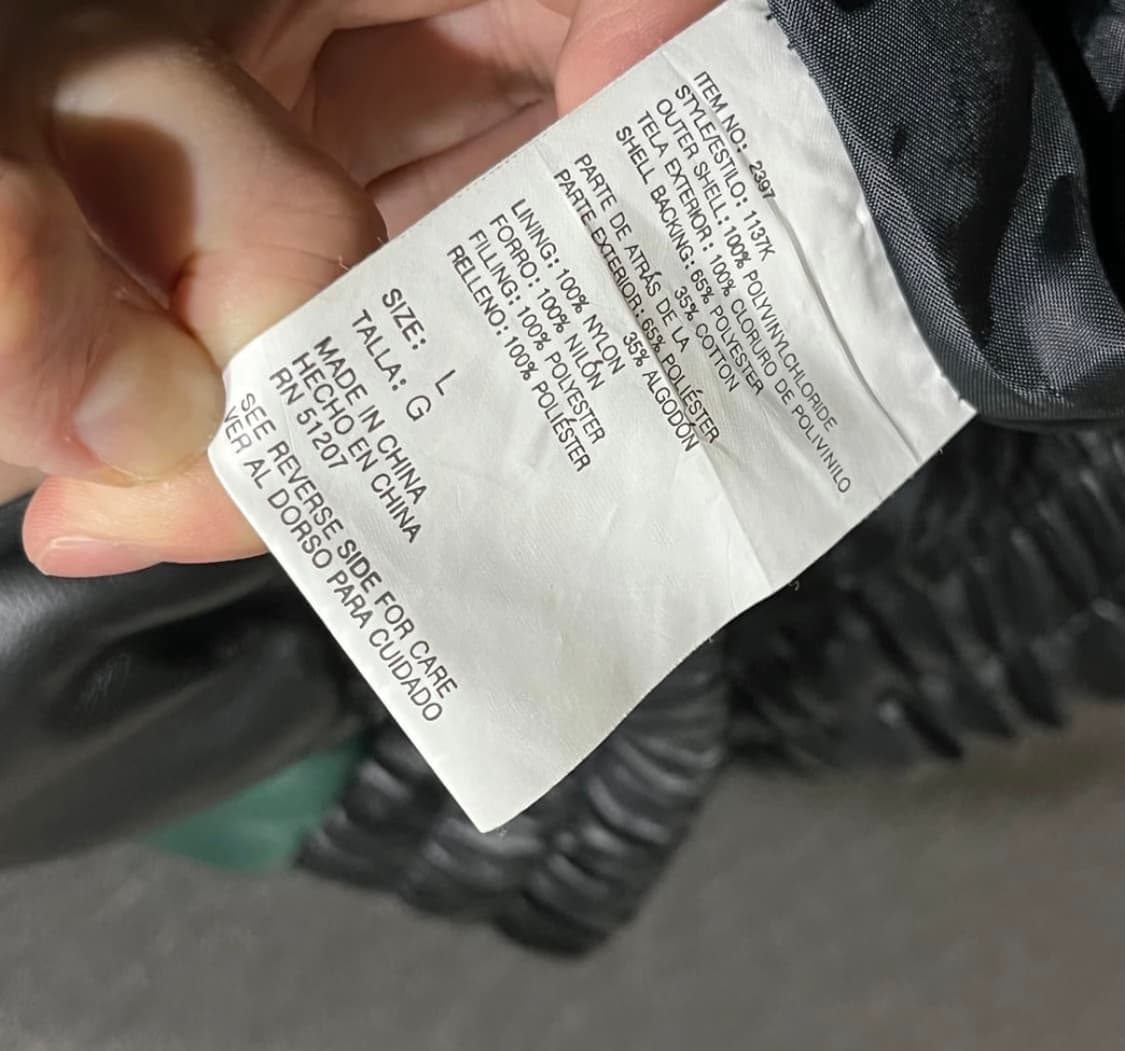 ITEM NO: 2397
STYLE/ESTILO: 1137K
OUTER SHELL: 100% POLYVINYLCHLORIDE
TELA EXTERIOR: 100% CLORURO DE POLIVINILO
SHELL BACKING: 65% POLYESTER
35% COTTON
PARTE DE ATRÁS DE LA
PARTE EXTERIOR: 65% POLIÉSTER
35% ALGODÓN
LINING: 100% NYLON
FORRO: 100% NILÓN
FILLING: 100% POLYESTER
RELLENO: 100% POLIÉSTER
SIZE: L
TALLA: G
MADE IN CHINA
HECHO EN CHINA
RN 51207
SEE REVERSE SIDE FOR CARE
VER AL DORSO PARA CUIDADO